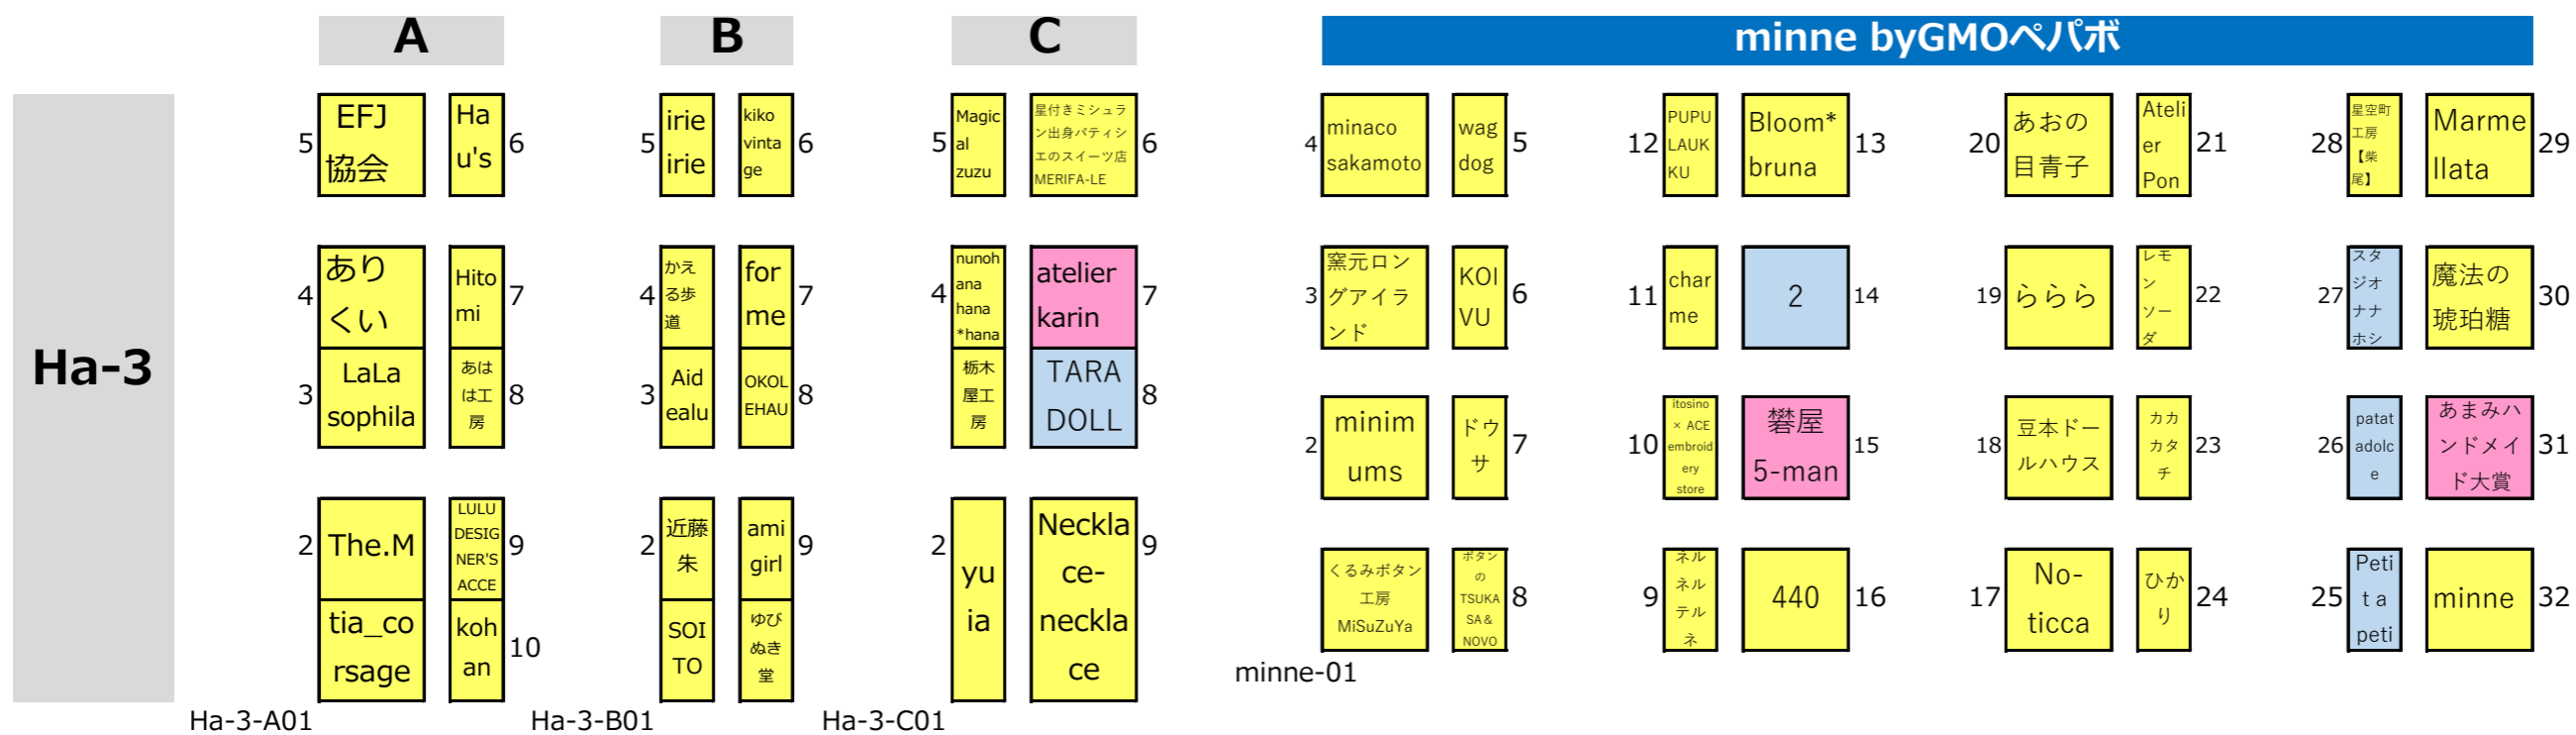 A
B
C
minne byGMOペパボ
Ha-3
5
EFJ
協会
Ha
u's
6
5
irie
irie
kiko
vinta
ge
6
5
Magic
al
zuzu
星付きミシュラ
ン出身パティシ
エのスイーツ店
MERIFA-LE
6
4
minaco
sakamoto
wag
dog
5
12
PUPU
LAUK
KU
Bloom*
bruna
13
20
あおの
目青子
Ateli
er
Pon
21
28
星空町
工房
【柴
尾】
Marme
llata
29
4
あり
くい
Hito
mi
7
4
かえ
る歩
道
for
me
7
4
nunoh
ana
hana
*hana
atelier
karin
7
3
窯元ロン
グアイラ
ンド
KOI
VU
6
11
char
me
2
14
19
ららら
レモ
ン
ソー
ダ
22
27
スタ
ジオ
ナナ
ホシ
魔法の
琥珀糖
30
3
LaLa
sophila
あは
は工
房
8
3
Aid
ealu
OKOL
EHAU
8
栃木
屋工
房
TARA
DOLL
8
2
minim
ums
ドウ
サ
7
10
itosino
× ACE
embroid
ery
store
礬屋
5-man
15
18
豆本ドー
ルハウス
カカ
カタ
チ
23
26
patat
adolc
e
あまみハ
ンドメイ
ド大賞
31
2
The.M
LULU
DESIG
NER'S
ACCE
9
2
近藤
朱
ami
girl
9
2
yu
ia
Neckla
ce-
neckla
ce
9
くるみボタン
工房
MiSuZuYa
ボタン
の
TSUKA
SA&
NOVO
8
9
ネル
ネル
テル
ネ
440
16
17
No-
ticca
ひか
り
24
25
Peti
t a
peti
minne
32
tia_co
rsage
koh
an
10
SOI
TO
ゆび
ぬき
堂
minne-01
Ha-3-A01
Ha-3-B01
Ha-3-C01